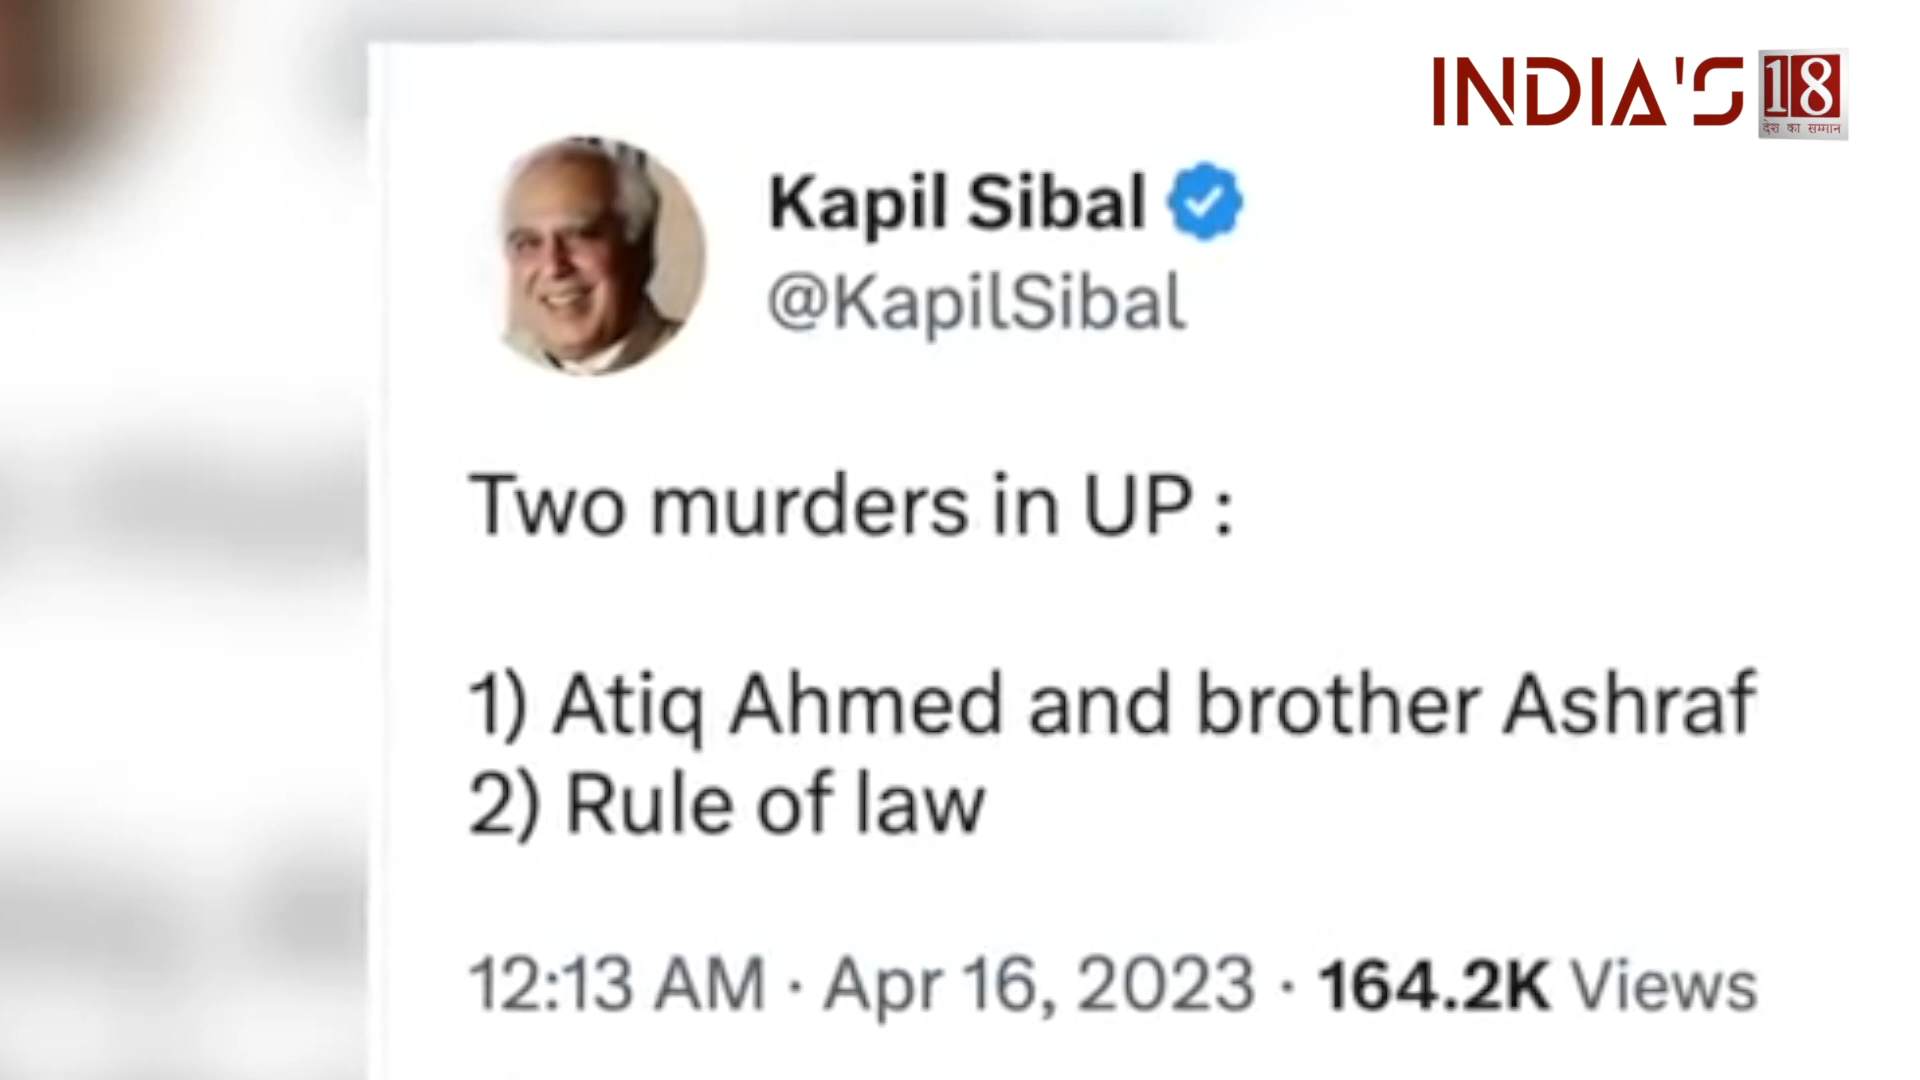 INDIA'S 18
देश का सम्मान
Kapil Sibal
@KapilSibal
Two murders in UP :
1) Atiq Ahmed and brother Ashraf
2) Rule of law
12:13 AM · Apr 16, 2023 · 164.2K Views